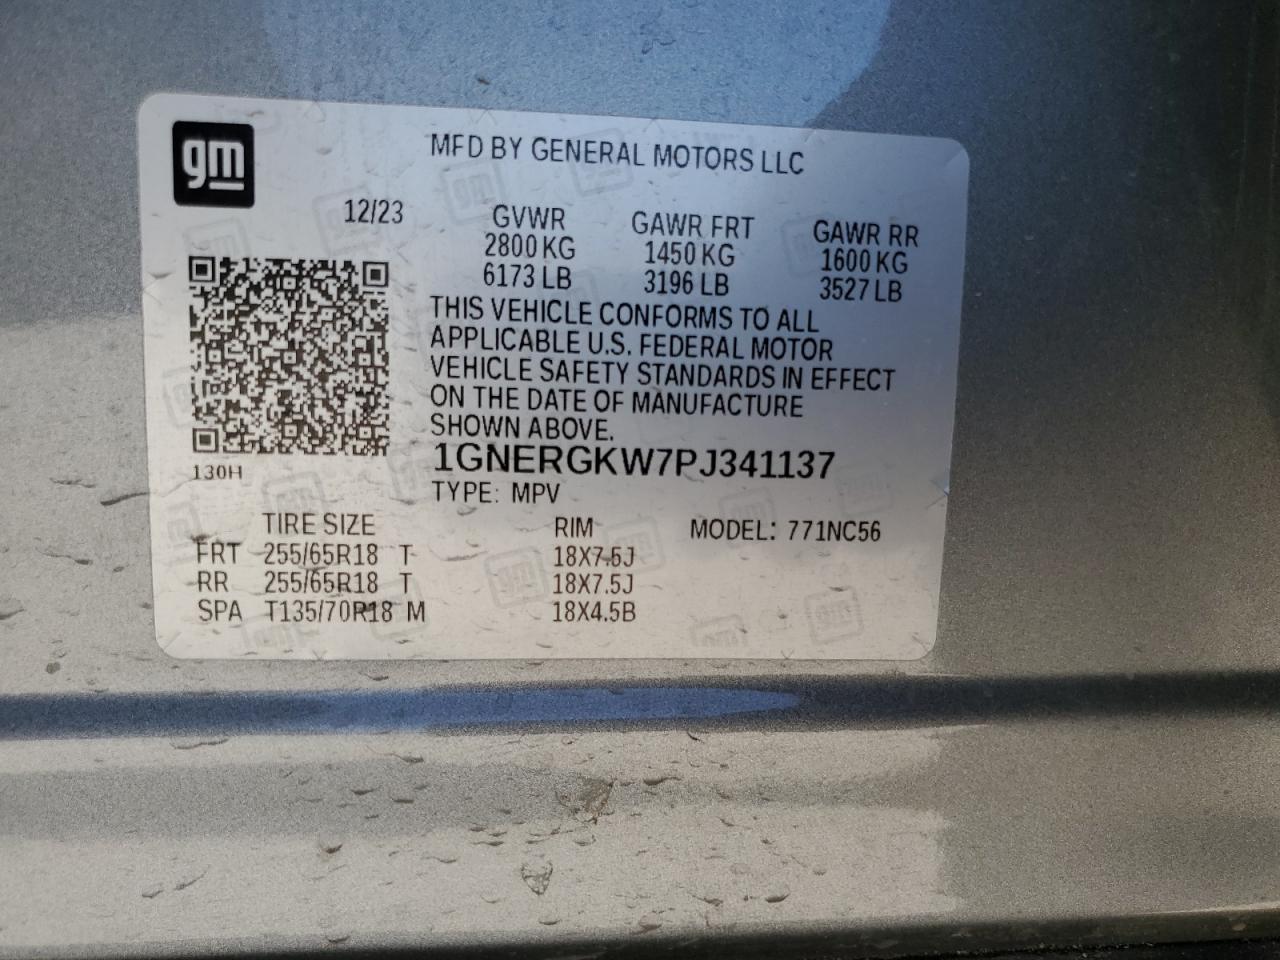 gm
MFD BY GENERAL MOTORS LLC
12/23 GVWR GAWR FRT GAWR RR
2800 KG 1450 KG 1600 KG
6173 LB 3196 LB 3527 LB
THIS VEHICLE CONFORMS TO ALL
APPLICABLE U.S. FEDERAL MOTOR
VEHICLE SAFETY STANDARDS IN EFFECT
ON THE DATE OF MANUFACTURE
SHOWN ABOVE.
1GNERGKW7PJ341137
130H
TYPE: MPV
TIRE SIZE RIM MODEL: 771NC56
FRT 255/65R18 T 18X7.5J
RR 255/65R18 T 18X7.5J
SPA T135/70R18 M 18X4.5B